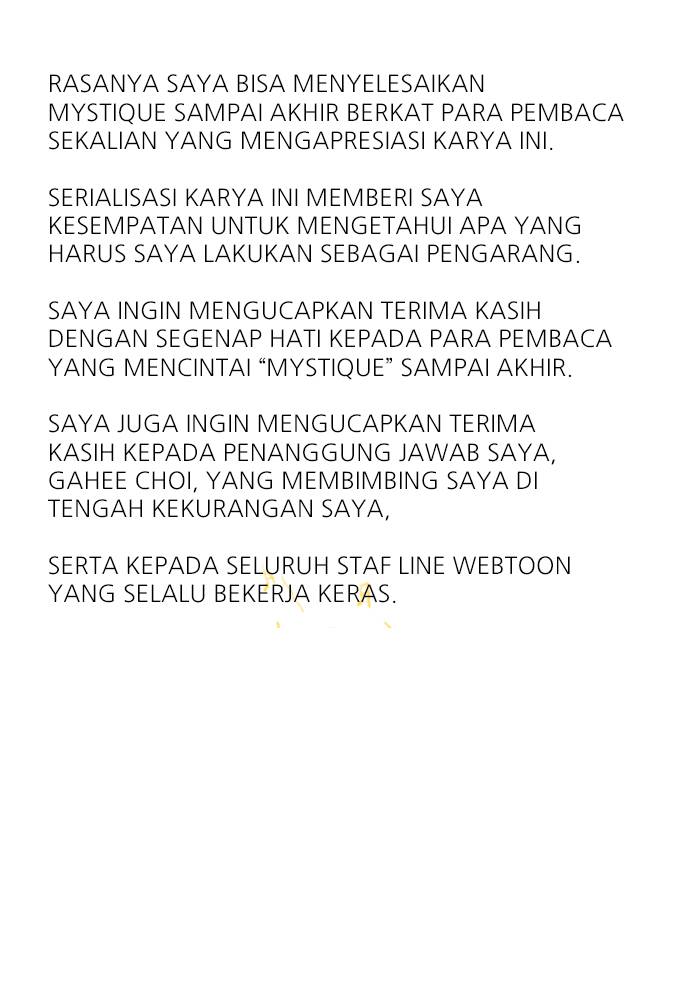 RASANYA SAYA BISA MENYELESAIKAN
MYSTIQUE SAMPAI AKHIR BERKAT PARA PEMBACA
SEKALIAN YANG MENGAPRESIASI KARYA INI.
SERIALISASI KARYA INI MEMBERI SAYA
KESEMPATAN UNTUK MENGETAHUI APA YANG
HARUS SAYA LAKUKAN SEBAGAI PENGARANG.
SAYA INGIN MENGUCAPKAN TERIMA KASIH
DENGAN SEGENAP HATI KEPADA PARA PEMBACA
YANG MENCINTAI “MYSTIQUE” SAMPAI AKHIR.
SAYA JUGA INGIN MENGUCAPKAN TERIMA
KASIH KEPADA PENANGGUNG JAWAB SAYA,
GAHEE CHOI, YANG MEMBIMBING SAYA DI
TENGAH KEKURANGAN SAYA,
SERTA KEPADA SELURUH STAF LINE WEBTOON
YANG SELALU BEKERJA KERAS.